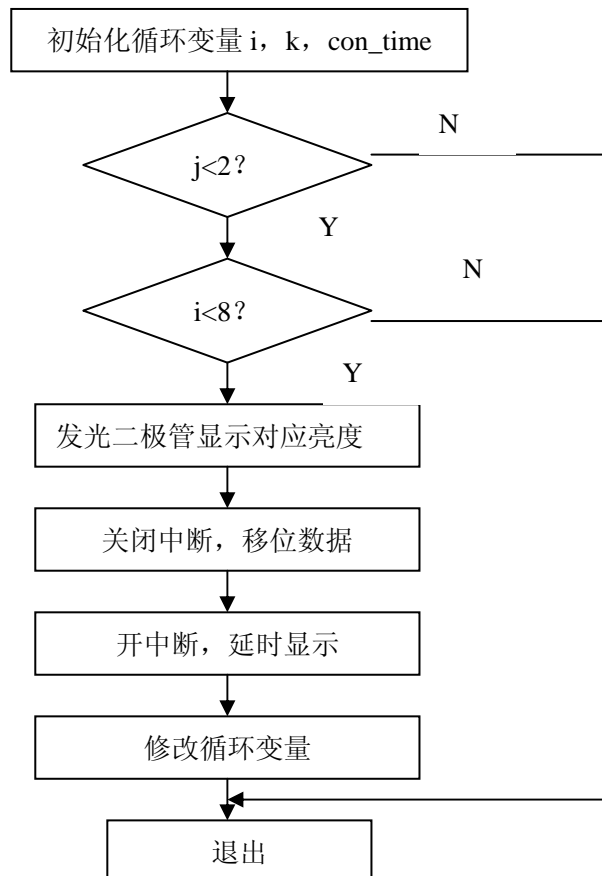 初始化循环变量 i，k，con_time
N
j<2？
Y
N
i<8？
Y
发光二极管显示对应亮度
关闭中断，移位数据
开中断，延时显示
修改循环变量
退出